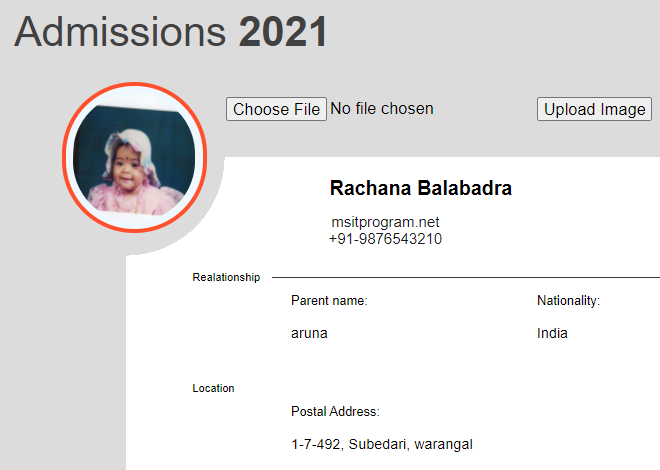 Admissions 2021
Choose File No file chosen Upload Image
Rachana Balabadra
msitprogram.net
+91-9876543210
Realationship
Parent name: Nationality:
aruna India
Location
Postal Address:
1-7-492, Subedari, warangal